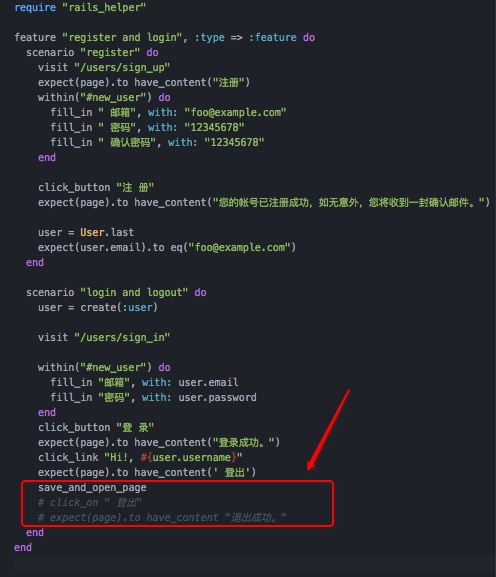 require "rails_helper"
feature "register and login", :type => :feature do
scenario "register" do
visit "/users/sign_up"
expect(page).to have_content("注册")
within("#new_user") do
fill_in " 邮箱", with: "foo@example.com"
fill_in " 密码", with: "12345678"
fill_in " 确认密码", with: "12345678"
end
click_button "注 册"
expect(page).to have_content("您的帐号已注册成功，如无意外，您将收到一封确认邮件。")
user = User.last
expect(user.email).to eq("foo@example.com")
end
scenario "login and logout" do
user = create(:user)
visit "/users/sign_in"
within("#new_user") do
fill_in "邮箱", with: user.email
fill_in "密码", with: user.password
end
click_button "登 录"
expect(page).to have_content("登录成功。")
click_link "Hi!, #{user.username}"
expect(page).to have_content(' 登出')
save_and_open_page
# click_on " 登出"
# expect(page).to have_content "退出成功。"
end
end